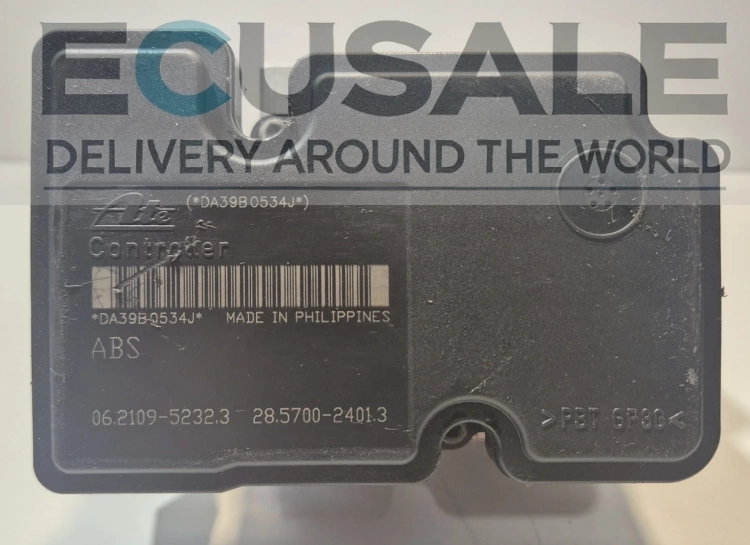 ECUSALE
DELIVERY AROUND THE WORLD
Ate (*DA39B0534J*)
Controller
*DA39B0534J* MADE IN PHILIPPINES
ABS
06.2109-5232.3 28.5700-2401.3
>PBT GF30<